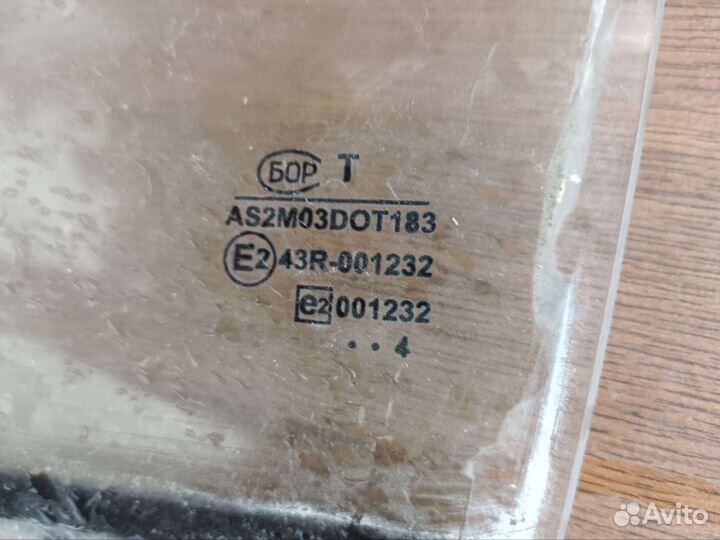 БОР T
AS2M03DOT183
E2 43R-001232
e2 001232
. . 4
Avito